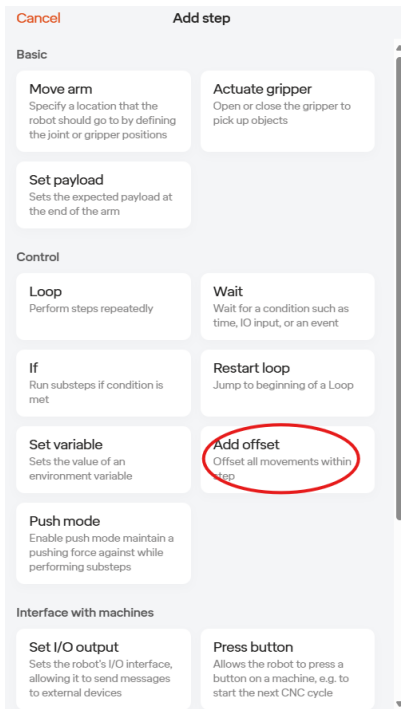 Cancel Add step
Basic
Move arm
Specify a location that the
robot should go to by defining
the joint or gripper positions
Actuate gripper
Open or close the gripper to
pick up objects
Set payload
Sets the expected payload at
the end of the arm
Control
Loop
Perform steps repeatedly
Wait
Wait for a condition such as
time, IO input, or an event
If
Run substeps if condition is
met
Restart loop
Jump to beginning of a Loop
Set variable
Sets the value of an
environment variable
Add offset
Offset all movements within
step
Push mode
Enable push mode maintain a
pushing force against while
performing substeps
Interface with machines
Set I/O output
Sets the robot's I/O interface,
allowing it to send messages
to external devices
Press button
Allows the robot to press a
button on a machine, e.g. to
start the next CNC cycle